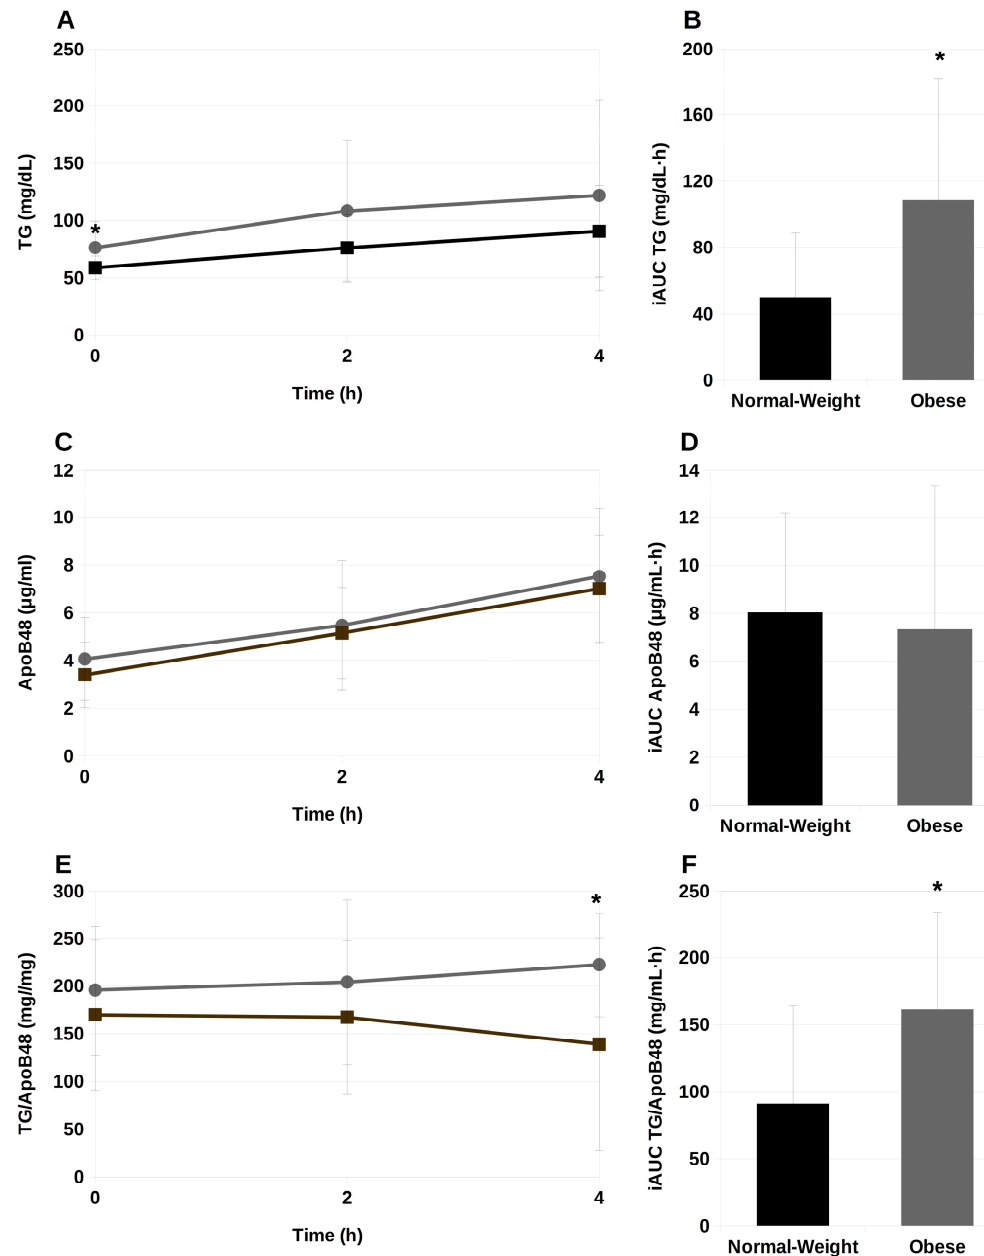 A
250
200
150
100
50
0
TG (mg/dL)
*
0 2 4
Time (h)
B
200
160
120
80
40
0
iAUC TG (mg/dL·h)
*
Normal-Weight Obese
C
12
10
8
6
4
2
0
ApoB48 (µg/ml)
0 2 4
Time (h)
D
14
12
10
8
6
4
2
0
iAUC ApoB48 (µg/mL·h)
Normal-Weight Obese
E
300
250
200
150
100
50
0
TG/ApoB48 (mg//mg)
*
0 2 4
Time (h)
F
250
200
150
100
50
0
iAUC TG/ApoB48 (mg/mL·h)
*
Normal-Weight Obese